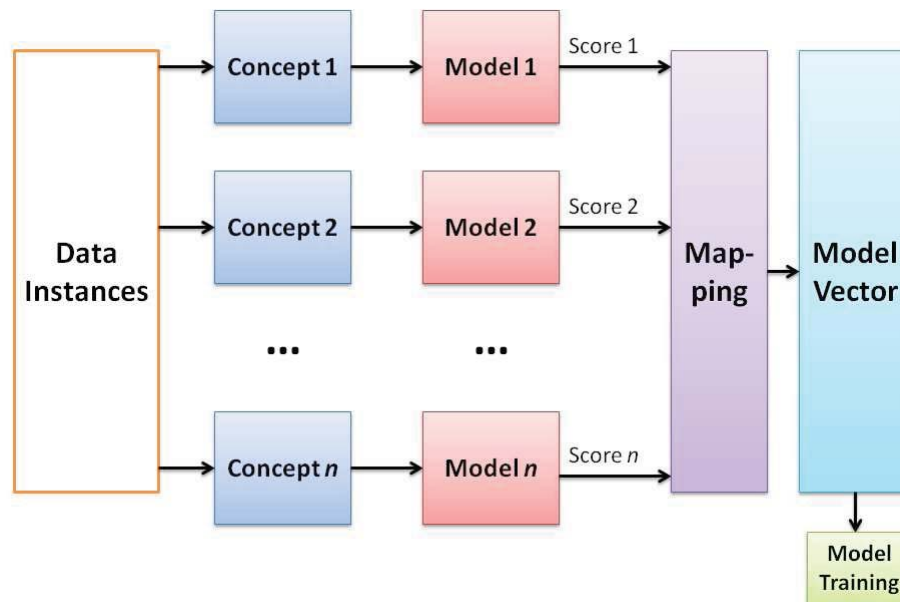 Data
Instances
Concept 1
Model 1
Score 1
Concept 2
Model 2
Score 2
...
...
Concept n
Model n
Score n
Map-
ping
Model
Vector
Model
Training